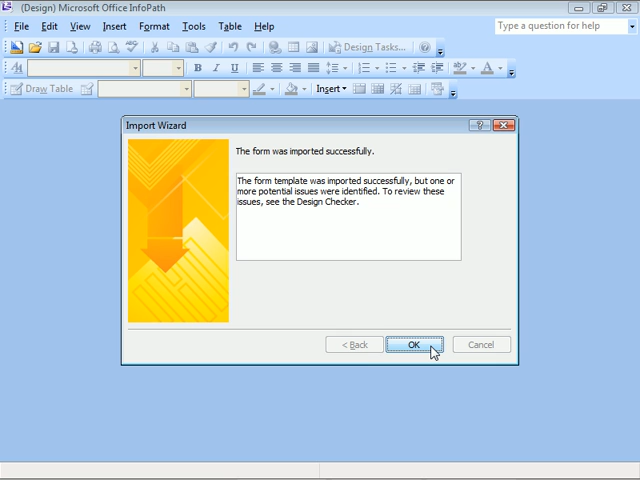 (Design) Microsoft Office InfoPath
File Edit View Insert Format Tools Table Help
Type a question for help
Design Tasks...
B I U
Draw Table Insert
Import Wizard
The form was imported successfully.
The form template was imported successfully, but one or
more potential issues were identified. To review these
issues, see the Design Checker.
< Back OK Cancel